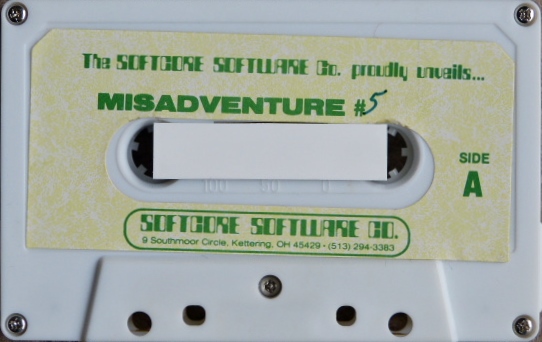 The SOFTCORE SOFTWARE Co. proudly unveils...
MISADVENTURE #5
SIDE
A
SOFTCORE SOFTWARE CO.
9 Southmoor Circle, Kettering, OH 45429 • (513) 294-3383